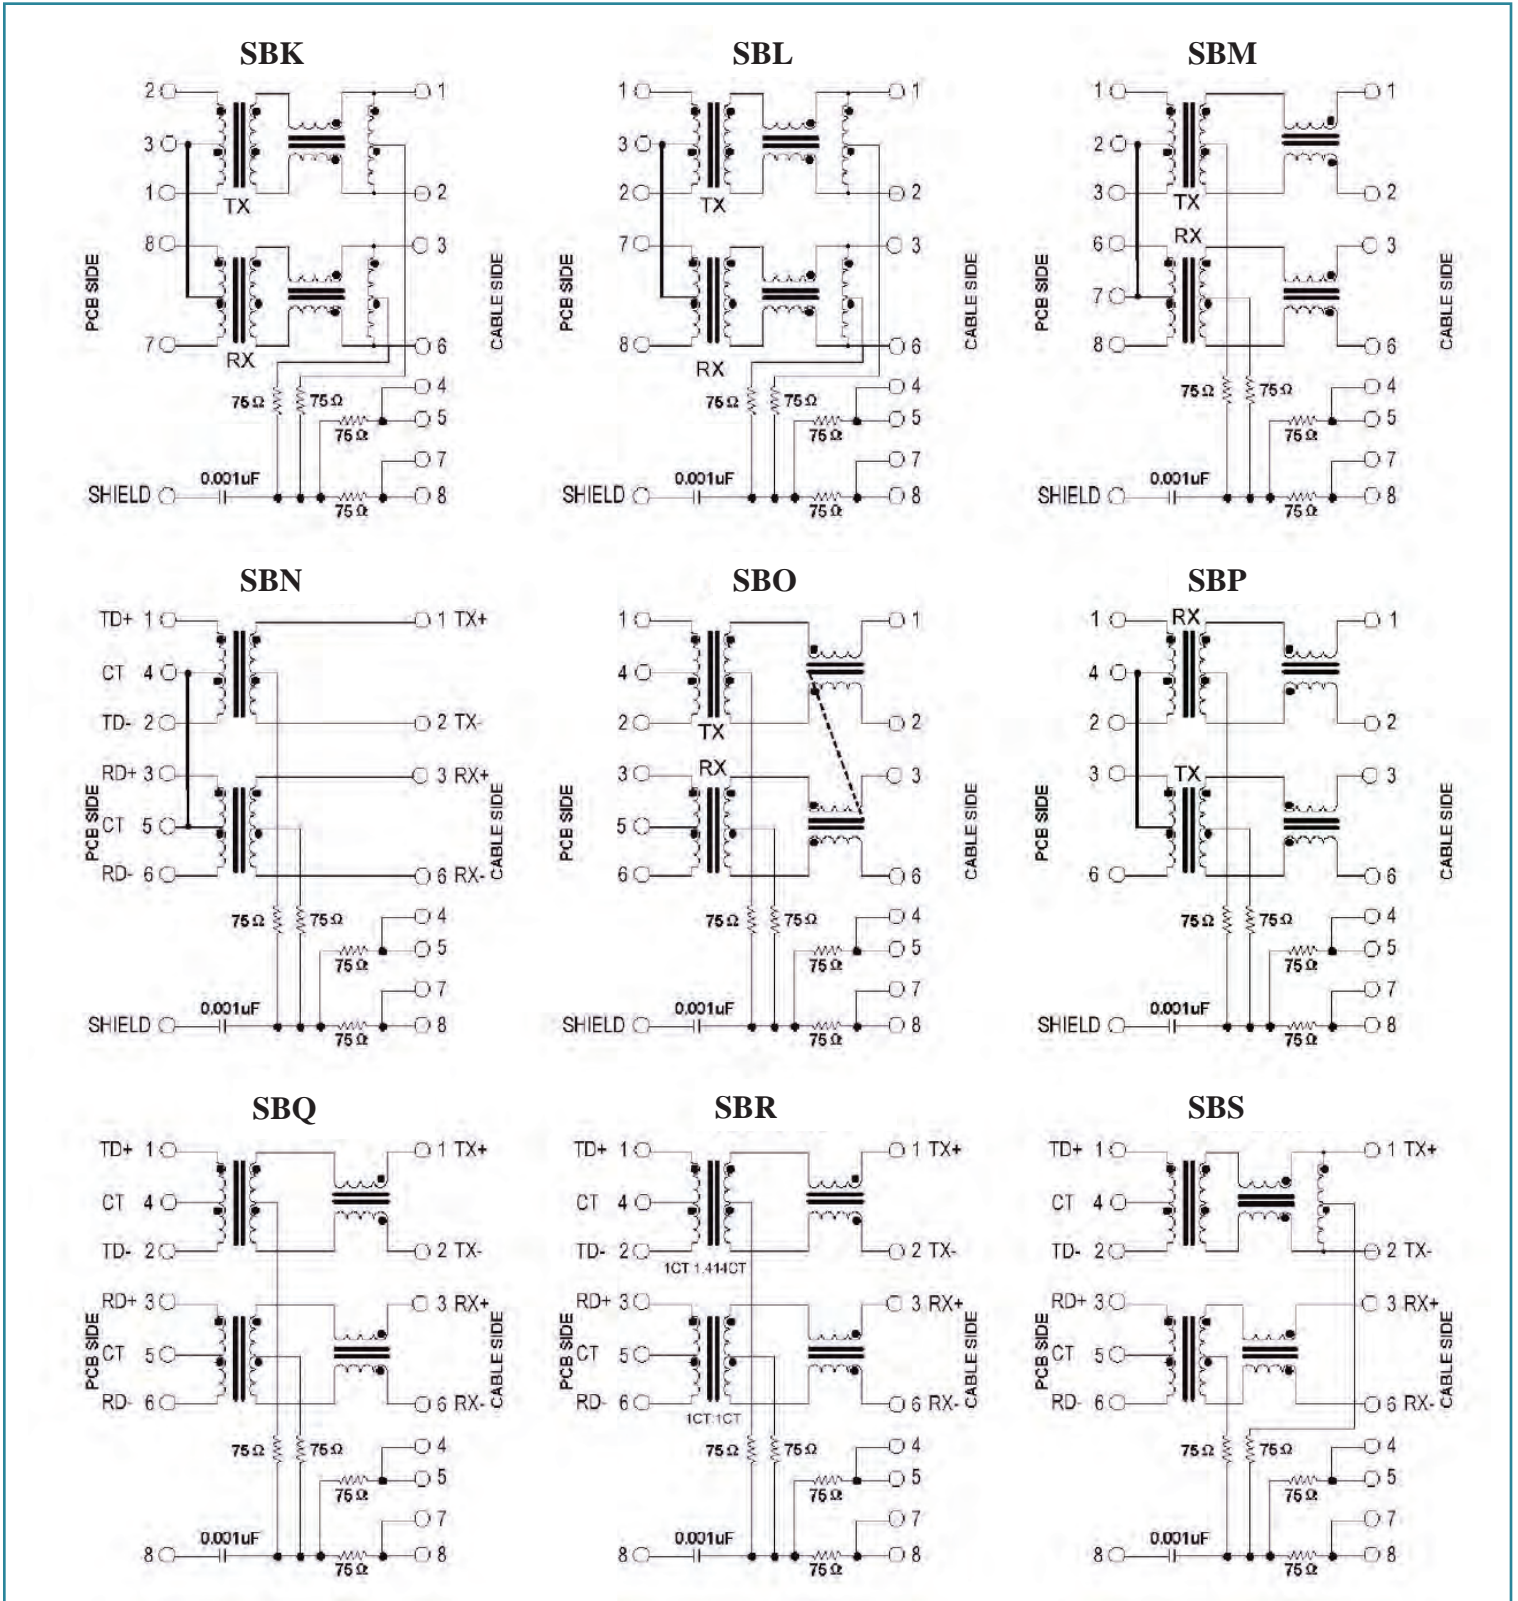 SBK
2 1
3
1 2
TX
8 3
PCB SIDE
CABLE SIDE
7 6
RX
4
75Ω 75Ω
5
75Ω
7
0.001uF
SHIELD 8
75Ω
SBL
1 1
3
2 2
TX
7 3
PCB SIDE
CABLE SIDE
8 6
RX
4
75Ω 75Ω
5
75Ω
7
0.001uF
SHIELD 8
75Ω
SBM
1 1
2
3 2
TX
RX
6 3
PCB SIDE
7
CABLE SIDE
8 6
4
75Ω 75Ω
5
75Ω
7
0.001uF
SHIELD 8
75Ω
SBN
TD+ 1 1 TX+
CT 4
TD- 2 2 TX-
RD+ 3 3 RX+
PCB SIDE
CT 5
CABLE SIDE
RD- 6 6 RX-
4
75Ω 75Ω
5
75Ω
7
0.001uF
SHIELD 8
75Ω
SBO
1 1
4
2 2
TX
RX
3 3
PCB SIDE
5
CABLE SIDE
6 6
4
75Ω 75Ω
5
75Ω
7
0.001uF
SHIELD 8
75Ω
SBP
RX
1 1
4
2 2
TX
3 3
PCB SIDE
CABLE SIDE
6 6
4
75Ω 75Ω
5
75Ω
7
0.001uF
SHIELD 8
75Ω
SBQ
TD+ 1 1 TX+
CT 4
TD- 2 2 TX-
RD+ 3 3 RX+
PCB SIDE
CT 5
CABLE SIDE
RD- 6 6 RX-
4
75Ω 75Ω
5
75Ω
7
0.001uF
8 8
75Ω
SBR
TD+ 1 1 TX+
CT 4
TD- 2 2 TX-
1CT 1.414CT
RD+ 3 3 RX+
PCB SIDE
CT 5
CABLE SIDE
RD- 6 6 RX-
1CT:1CT
4
75Ω 75Ω
5
75Ω
7
0.001uF
8 8
75Ω
SBS
TD+ 1 1 TX+
CT 4
TD- 2 2 TX-
RD+ 3 3 RX+
PCB SIDE
CT 5
CABLE SIDE
RD- 6 6 RX-
4
75Ω 75Ω
5
75Ω
7
0.001uF
8 8
75Ω